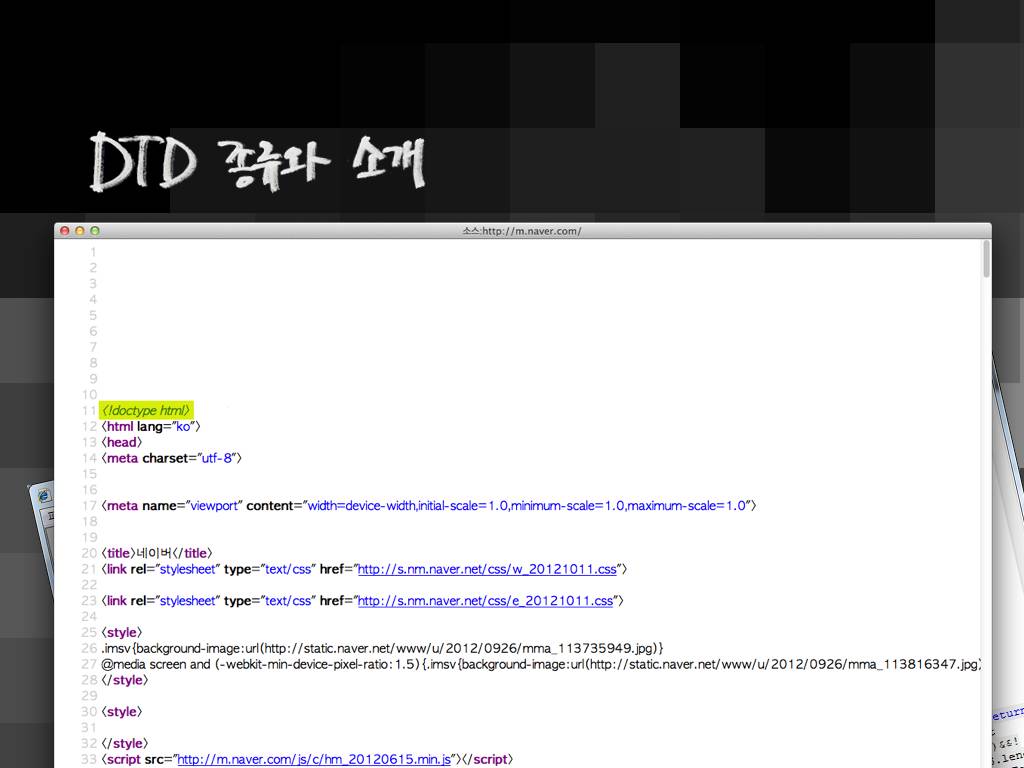 DTD 종류와 소개
소스:http://m.naver.com/
1
2
3
4
5
6
7
8
9
10
11 <!doctype html>
12 <html lang="ko">
13 <head>
14 <meta charset="utf-8">
15
16
17 <meta name="viewport" content="width=device-width,initial-scale=1.0,minimum-scale=1.0,maximum-scale=1.0">
18
19
20 <title>네이버</title>
21 <link rel="stylesheet" type="text/css" href="http://s.nm.naver.net/css/w_20121011.css">
22
23 <link rel="stylesheet" type="text/css" href="http://s.nm.naver.net/css/e_20121011.css">
24
25 <style>
26 .imsv{background-image:url(http://static.naver.net/www/u/2012/0926/mma_113735949.jpg)}
27 @media screen and (-webkit-min-device-pixel-ratio:1.5){.imsv{background-image:url(http://static.naver.net/www/u/2012/0926/mma_113816347.jpg)
28 </style>
29
30 <style>
31
32 </style>
33 <script src="http://m.naver.com/js/c/hm_20120615.min.js"></script>
eturn
)&&!
.len